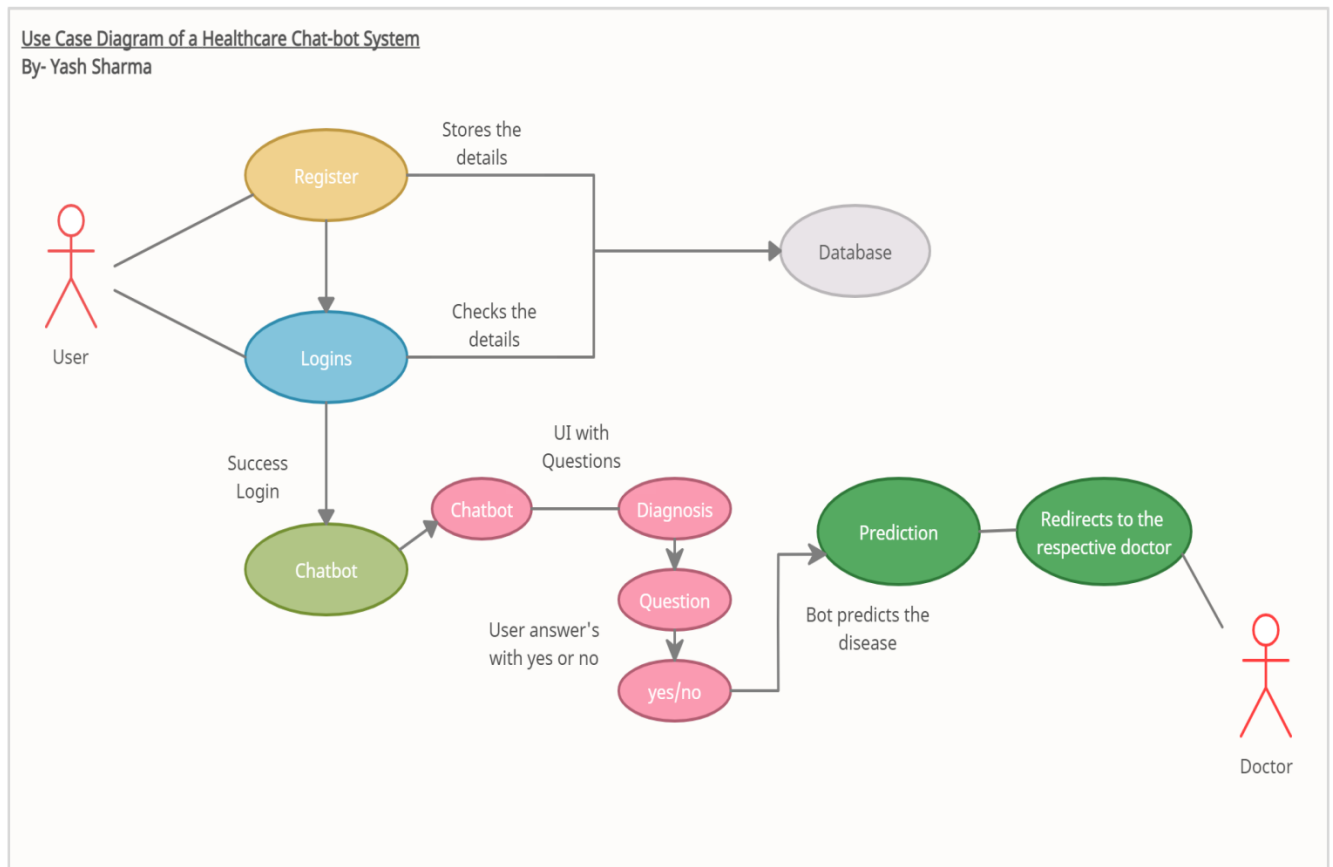 Use Case Diagram of a Healthcare Chat-bot System
By- Yash Sharma
Stores the
details
Register
Database
User
Checks the
details
Logins
Success
Login
UI with
Questions
Chatbot
Chatbot
Diagnosis
Question
User answer's
with yes or no
yes/no
Prediction
Bot predicts the
disease
Redirects to the
respective doctor
Doctor